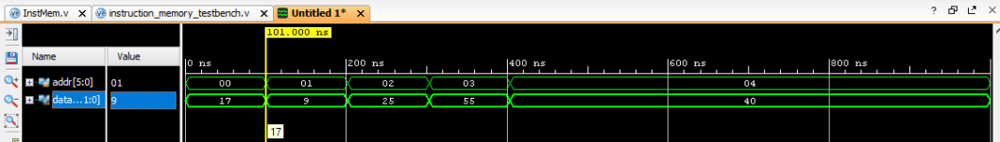 InstMem.v x instruction_memory_testbench.v x Untitled 1* x ? x
101.000 ns
Name Value
0 ns 200 ns 400 ns 600 ns 800 ns
addr[5:0] 01 00 01 02 03 04
data...1:0] 9 17 9 25 55 40
17